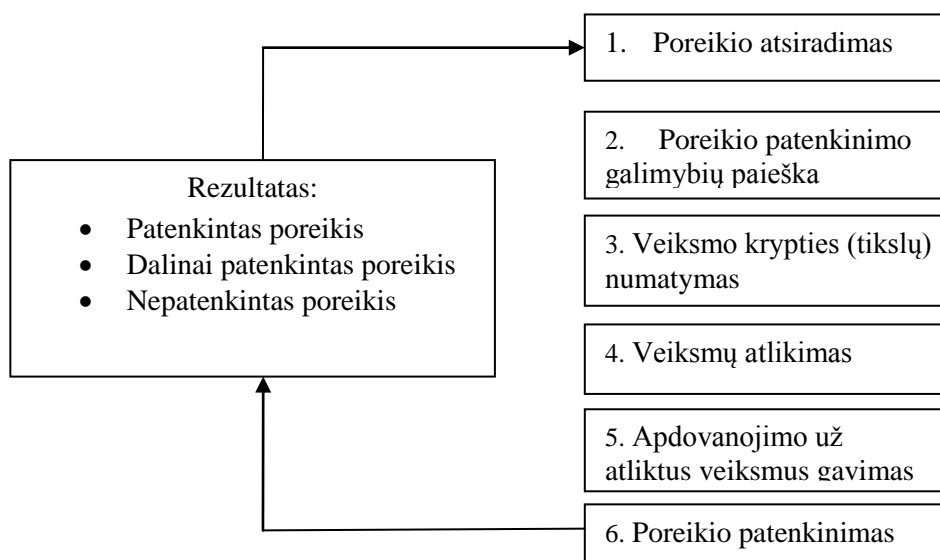 1. Poreikio atsiradimas
2. Poreikio patenkinimo
galimybių paieška
3. Veiksmo krypties (tikslų)
numatymas
4. Veiksmų atlikimas
5. Apdovanojimo už
atliktus veiksmus gavimas
6. Poreikio patenkinimas
Rezultatas:
• Patenkintas poreikis
• Dalinai patenkintas poreikis
• Nepatenkintas poreikis